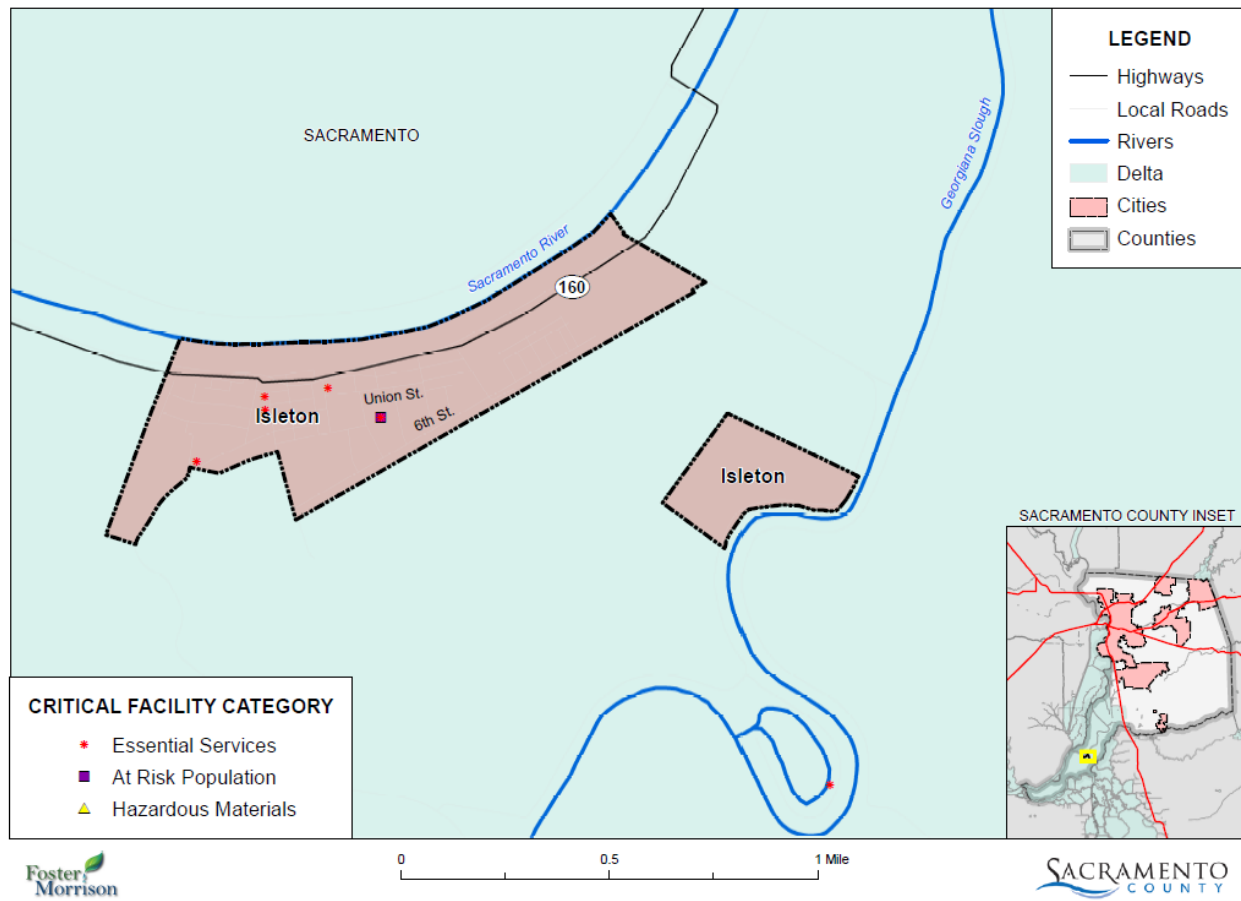 SACRAMENTO
Sacramento River
Georgiana Slough
160
Union St.
6th St.
Isleton
Isleton
LEGEND
Highways
Local Roads
Rivers
Delta
Cities
Counties
SACRAMENTO COUNTY INSET
CRITICAL FACILITY CATEGORY
Essential Services
At Risk Population
Hazardous Materials
Foster
Morrison
0 0.5 1 Mile
SACRAMENTO
COUNTY